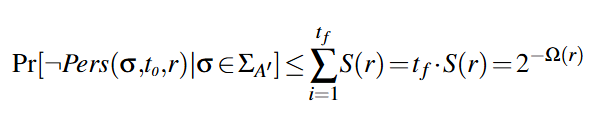 Pr[¬Pers(σ,t₀,r)|σ∈Σ_{A′}] ≤ ∑_{i=1}^{t_f} S(r) = t_f·S(r) = 2^{−Ω(r)}